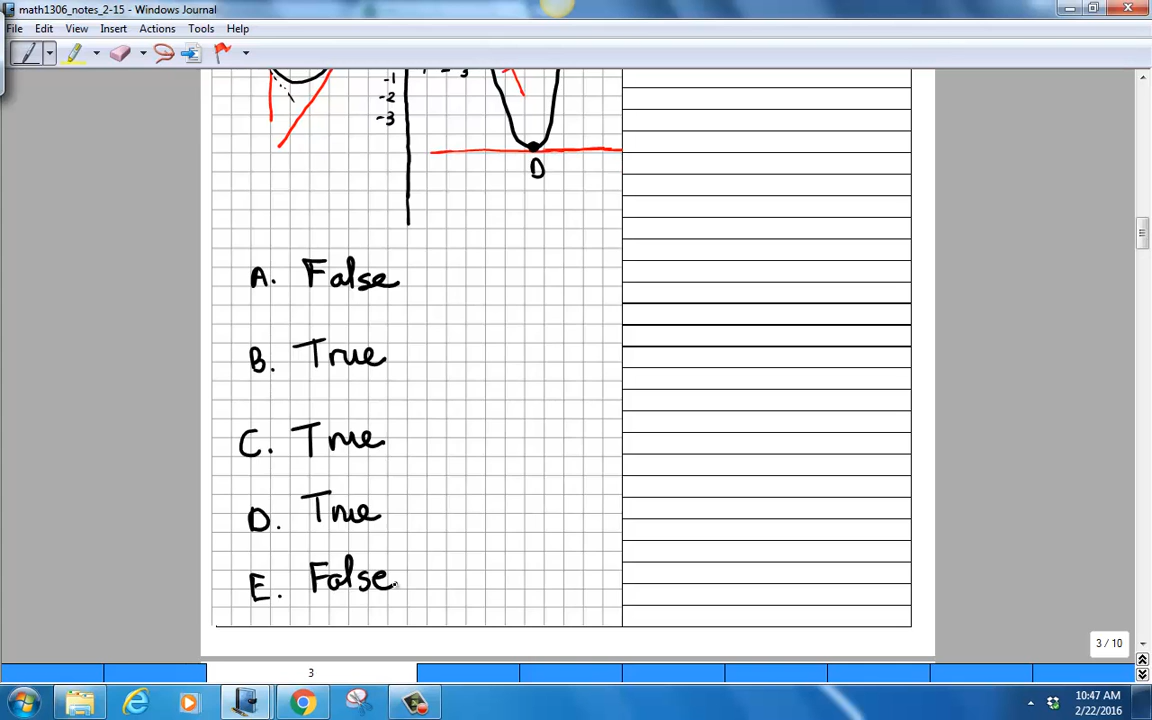 math1306_notes_2-15 - Windows Journal
File Edit View Insert Actions Tools Help
-1
-2
-3
D
A. False
B. True
C. True
D. True
E. False
3 / 10
3
10:47 AM
2/22/2016